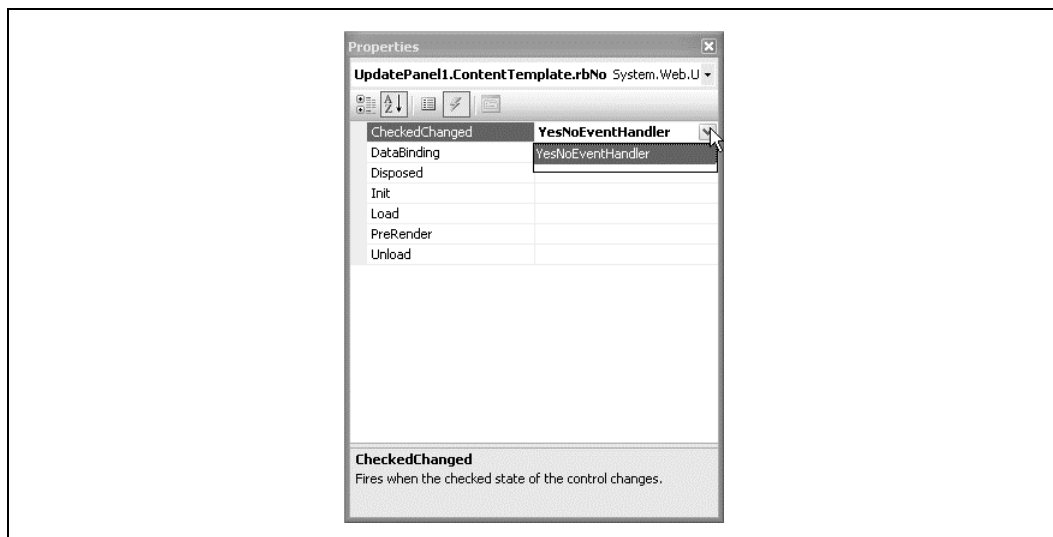 Properties
UpdatePanel1.ContentTemplate.rbNo System.Web.U
CheckedChanged YesNoEventHandler
DataBinding YesNoEventHandler
Disposed
Init
Load
PreRender
Unload
CheckedChanged
Fires when the checked state of the control changes.